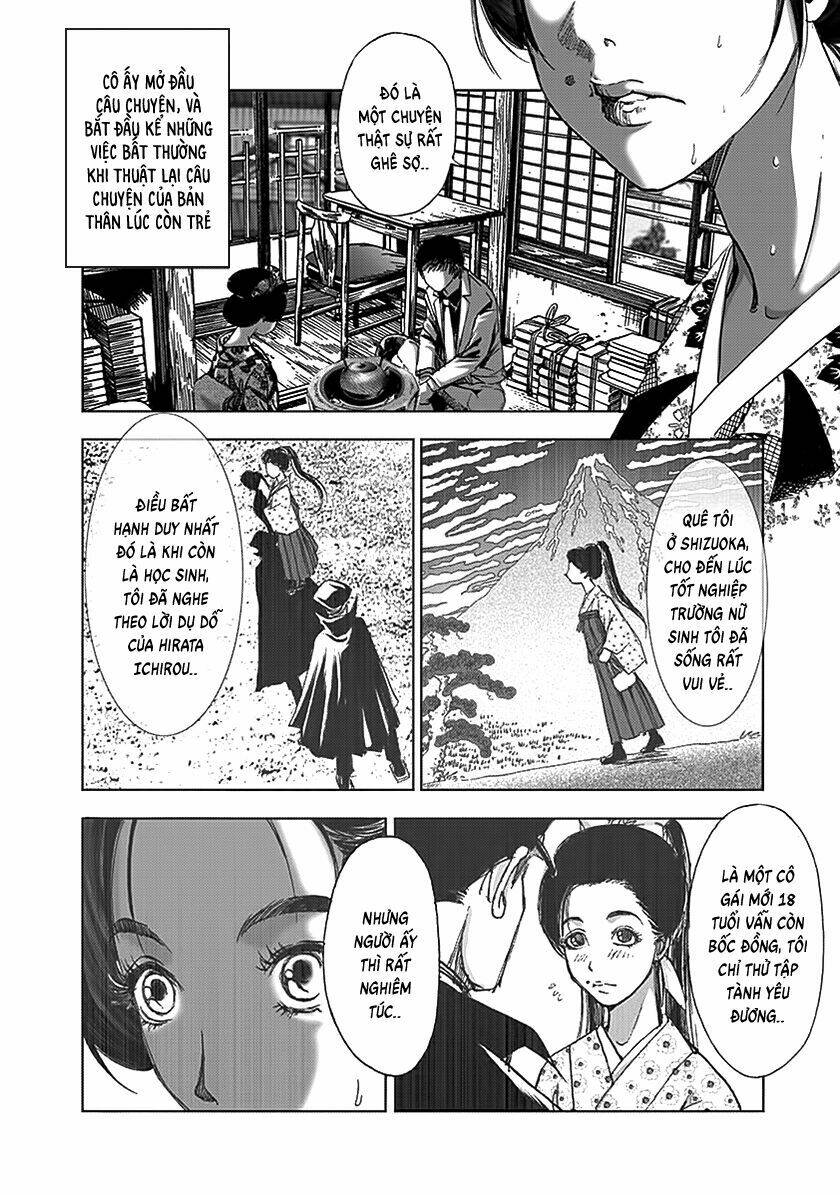 CÔ ẤY MỞ ĐẦU
CÂU CHUYỆN, VÀ
BẮT ĐẦU KỂ NHỮNG
VIỆC BẤT THƯỜNG
KHI THUẬT LẠI CÂU
CHUYỆN CỦA BẢN
THÂN LÚC CÒN TRẺ
ĐÓ LÀ
MỘT CHUYỆN
THẬT SỰ RẤT
GHÊ SỢ..
QUÊ TÔI
Ở SHIZUOKA,
CHO ĐẾN LÚC
TỐT NGHIỆP
TRƯỜNG NỮ
SINH TÔI ĐÃ
SỐNG RẤT
VUI VẺ..
ĐIỀU BẤT
HẠNH DUY NHẤT
ĐÓ LÀ KHI CÒN
LÀ HỌC SINH,
TÔI ĐÃ NGHE
THEO LỜI DỤ DỖ
CỦA HIRATA
ICHIROU..
LÀ MỘT CÔ
GÁI MỚI 18
TUỔI VẪN CÒN
BỐC ĐỒNG, TÔI
CHỈ THỬ TẬP
TÀNH YÊU
ĐƯƠNG..
NHƯNG
NGƯỜI ẤY
THÌ RẤT
NGHIÊM
TÚC..